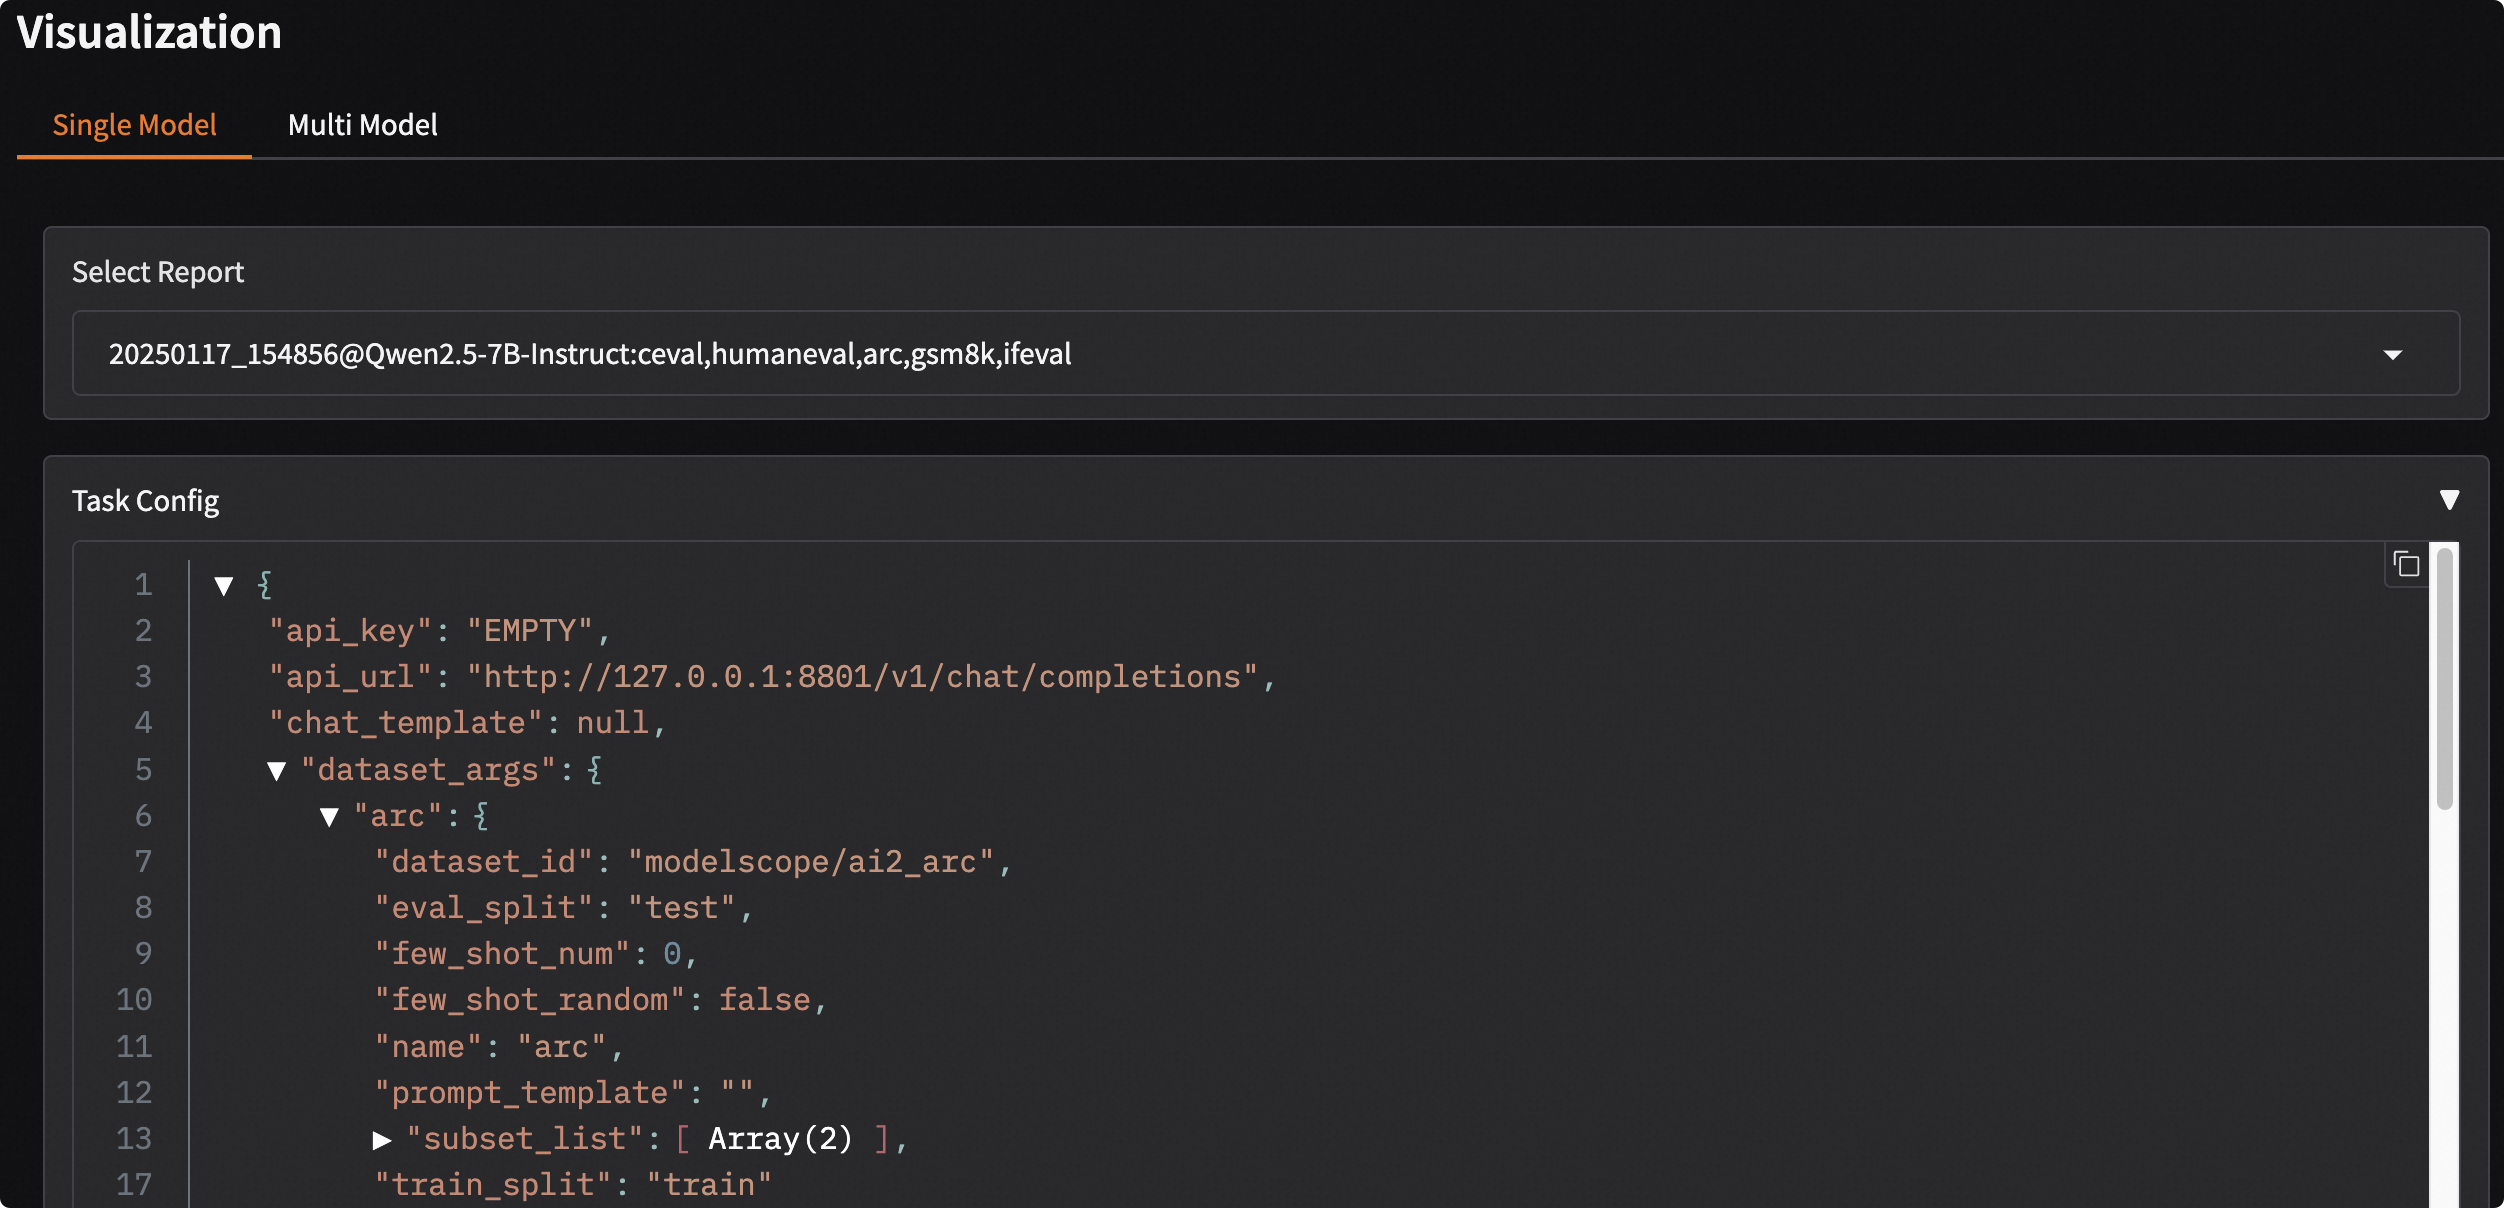 Visualization
Single Model Multi Model
Select Report
20250117_154856@Qwen2.5-7B-Instruct:ceval,humaneval,arc,gsm8k,ifeval
Task Config
1 ▼ {
2 "api_key": "EMPTY",
3 "api_url": "http://127.0.0.1:8801/v1/chat/completions",
4 "chat_template": null,
5 ▼ "dataset_args": {
6 ▼ "arc": {
7 "dataset_id": "modelscope/ai2_arc",
8 "eval_split": "test",
9 "few_shot_num": 0,
10 "few_shot_random": false,
11 "name": "arc",
12 "prompt_template": "",
13 ▶ "subset_list": [ Array(2) ],
17 "train_split": "train"